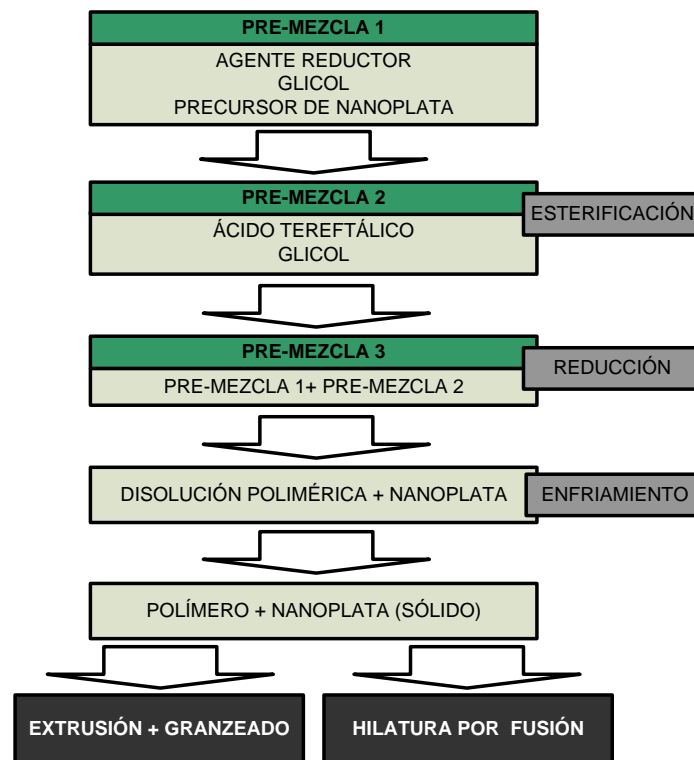 PRE-MEZCLA 1
AGENTE REDUCTOR
GLICOL
PRECURSOR DE NANOPLATA
PRE-MEZCLA 2
ESTERIFICACIÓN
ÁCIDO TEREFTÁLICO
GLICOL
PRE-MEZCLA 3
REDUCCIÓN
PRE-MEZCLA 1+ PRE-MEZCLA 2
DISOLUCIÓN POLIMÉRICA + NANOPLATA
ENFRIAMIENTO
POLÍMERO + NANOPLATA (SÓLIDO)
EXTRUSIÓN + GRANZEADO
HILATURA POR FUSIÓN